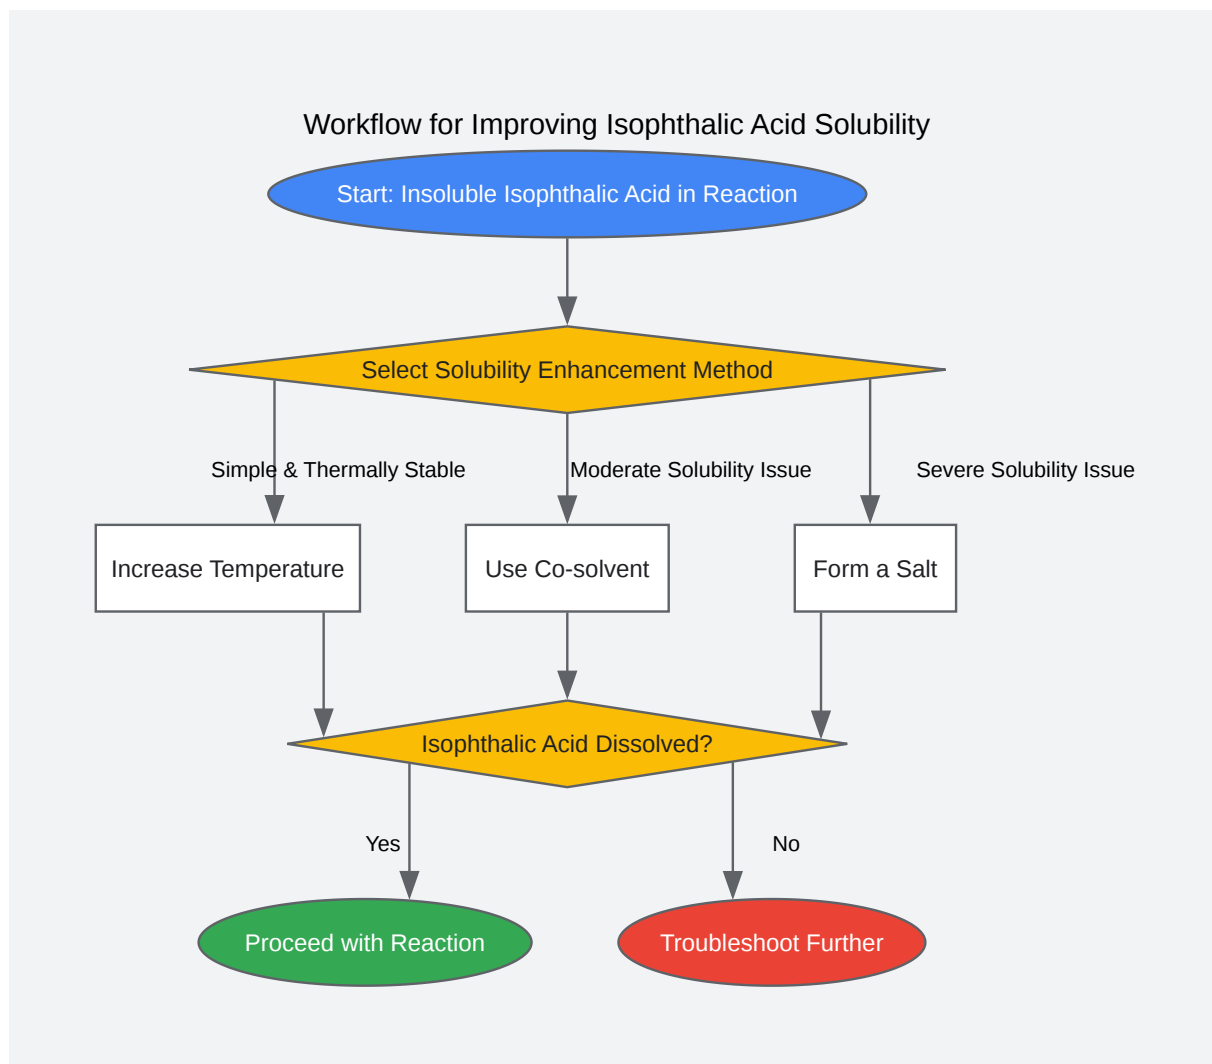 Workflow for Improving Isophthalic Acid Solubility
Start: Insoluble Isophthalic Acid in Reaction
Select Solubility Enhancement Method
Simple & Thermally Stable
Moderate Solubility Issue
Severe Solubility Issue
Increase Temperature
Use Co-solvent
Form a Salt
Isophthalic Acid Dissolved?
Yes
No
Proceed with Reaction
Troubleshoot Further